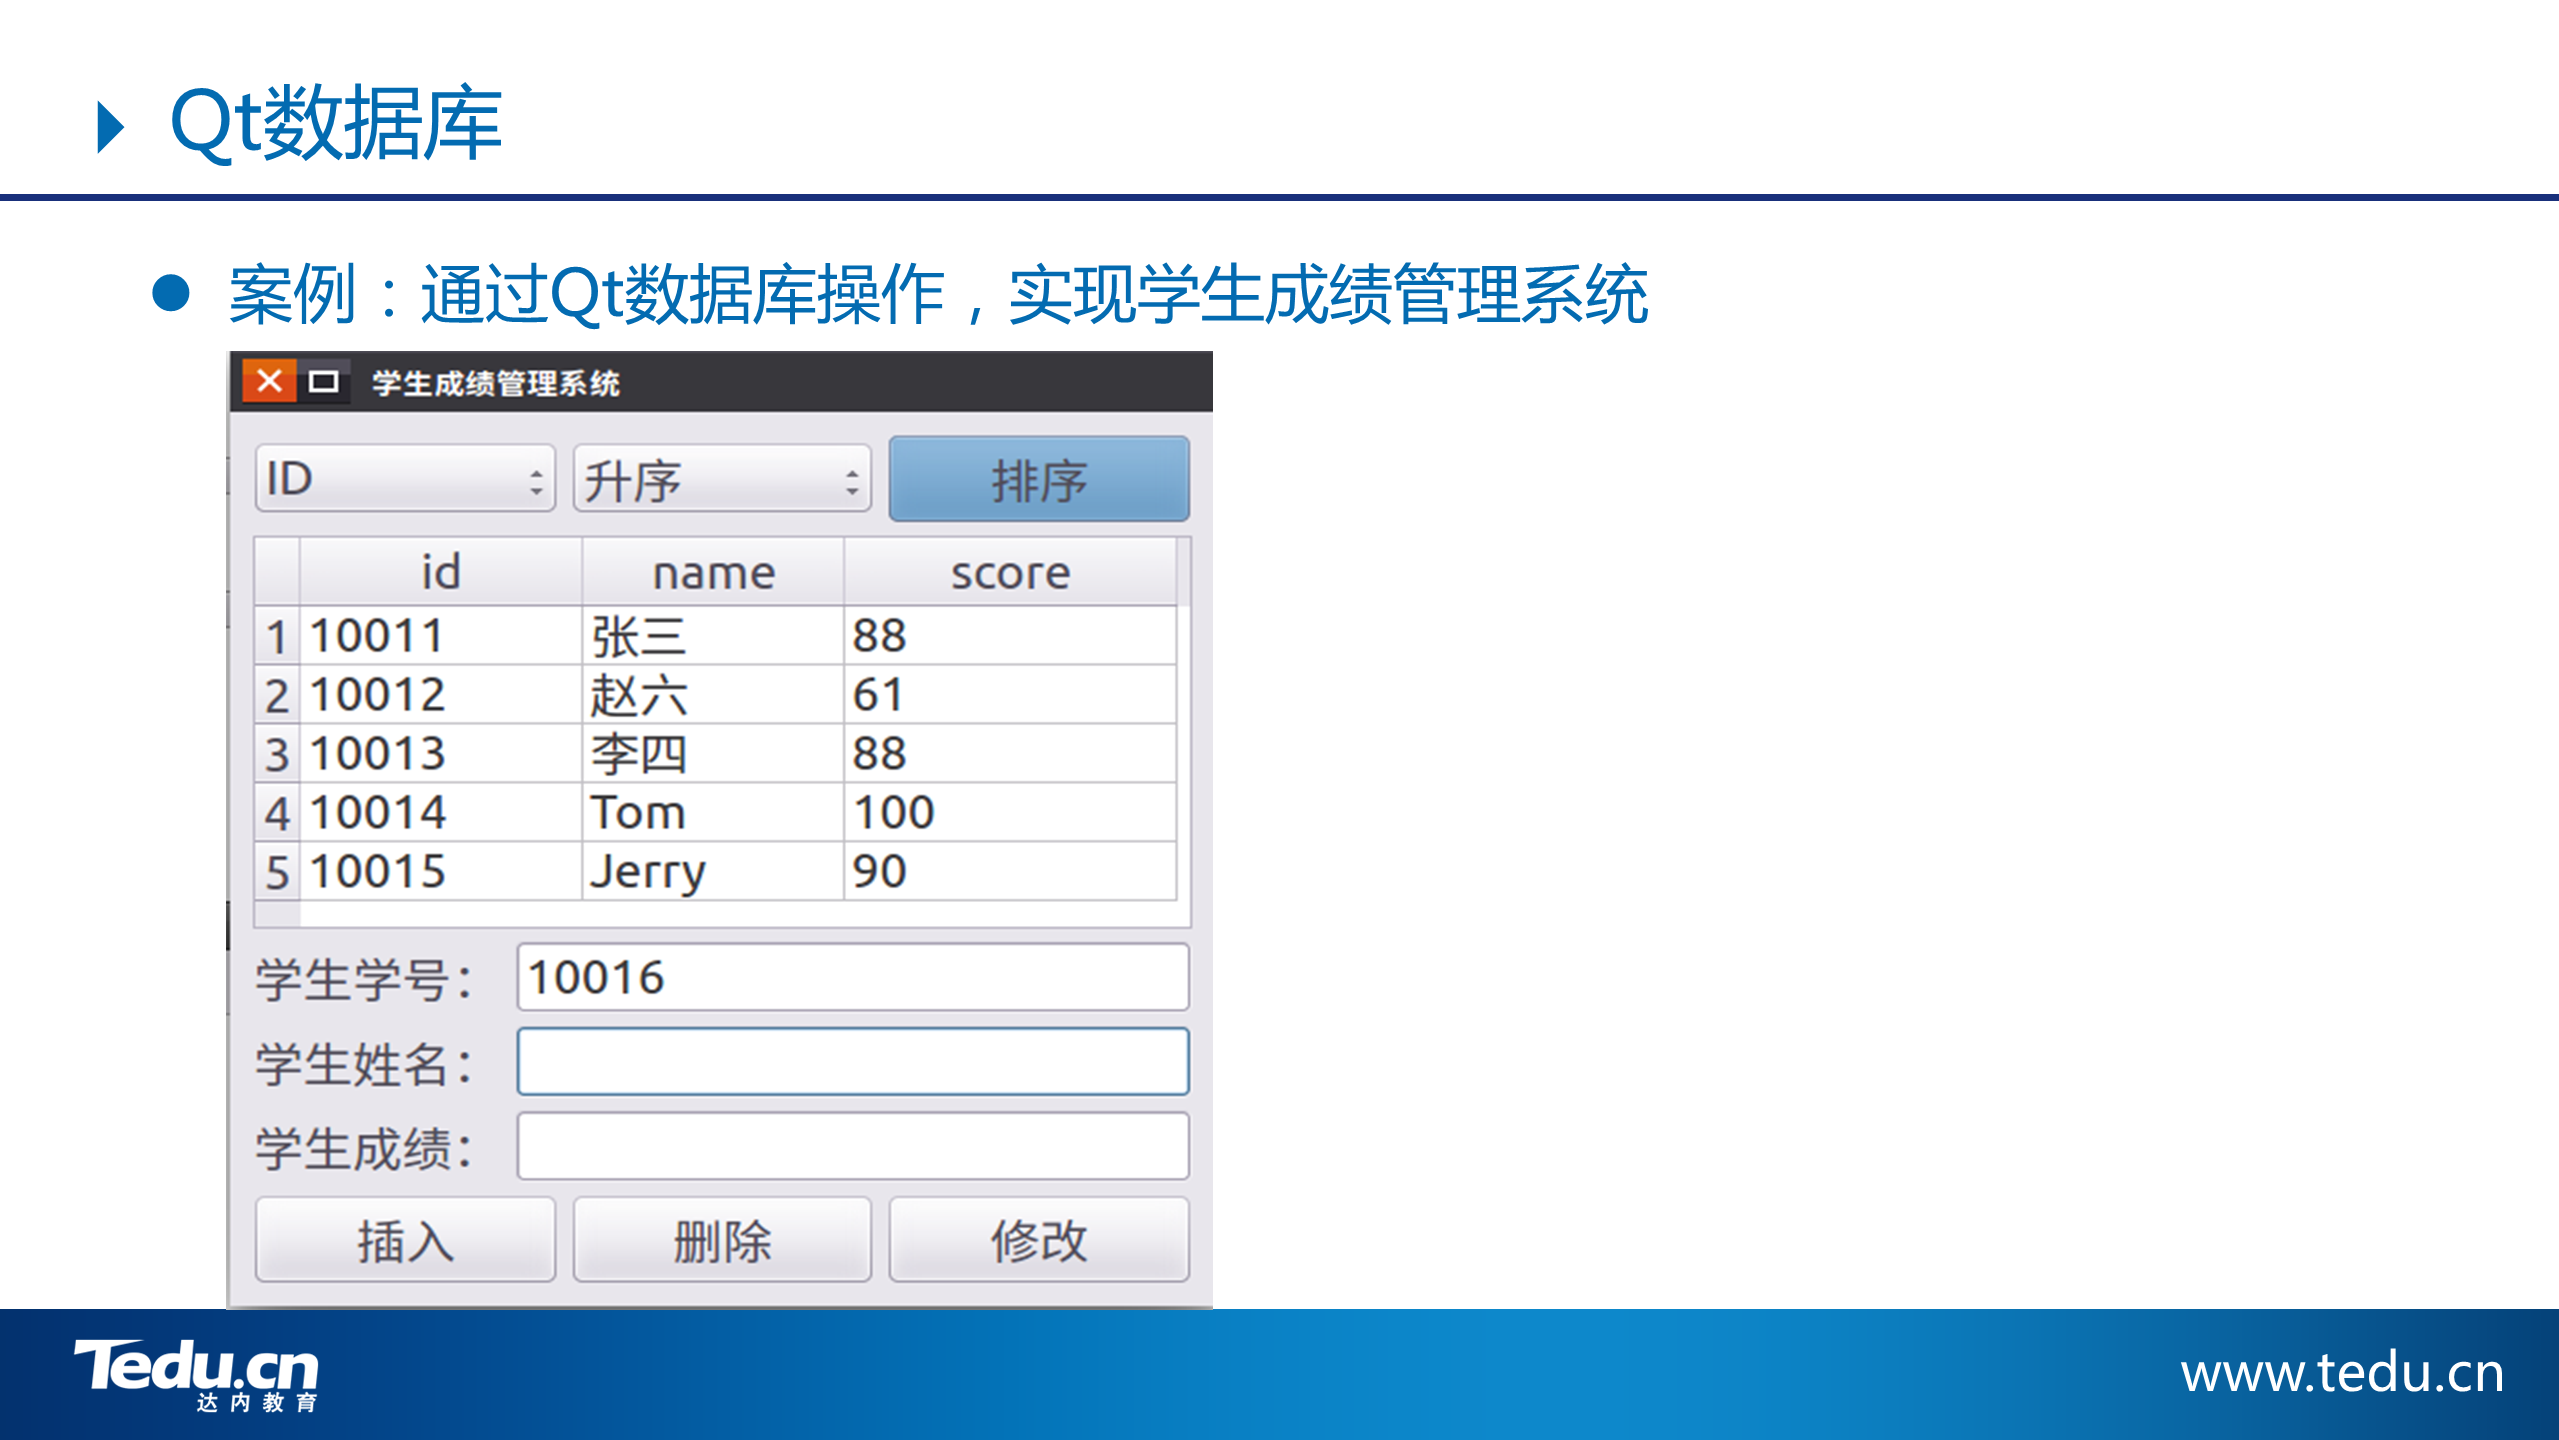 Qt数据库
案例：通过Qt数据库操作，实现学生成绩管理系统
学生成绩管理系统
ID 升序 排序
id name score
1 10011 张三 88
2 10012 赵六 61
3 10013 李四 88
4 10014 Tom 100
5 10015 Jerry 90
学生学号： 10016
学生姓名：
学生成绩：
插入 删除 修改
Tedu.cn
达内教育
www.tedu.cn